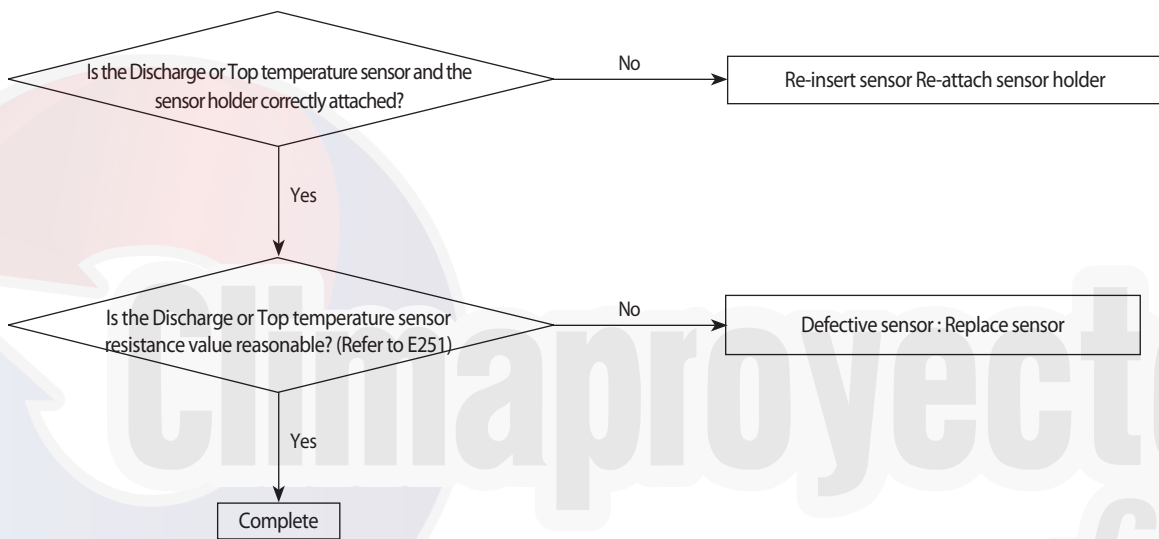 Is the Discharge or Top temperature sensor and the
sensor holder correctly attached?
No
Re-insert sensor Re-attach sensor holder
Yes
Is the Discharge or Top temperature sensor
resistance value reasonable? (Refer to E251)
No
Defective sensor : Replace sensor
Yes
Complete
Climaproyecto